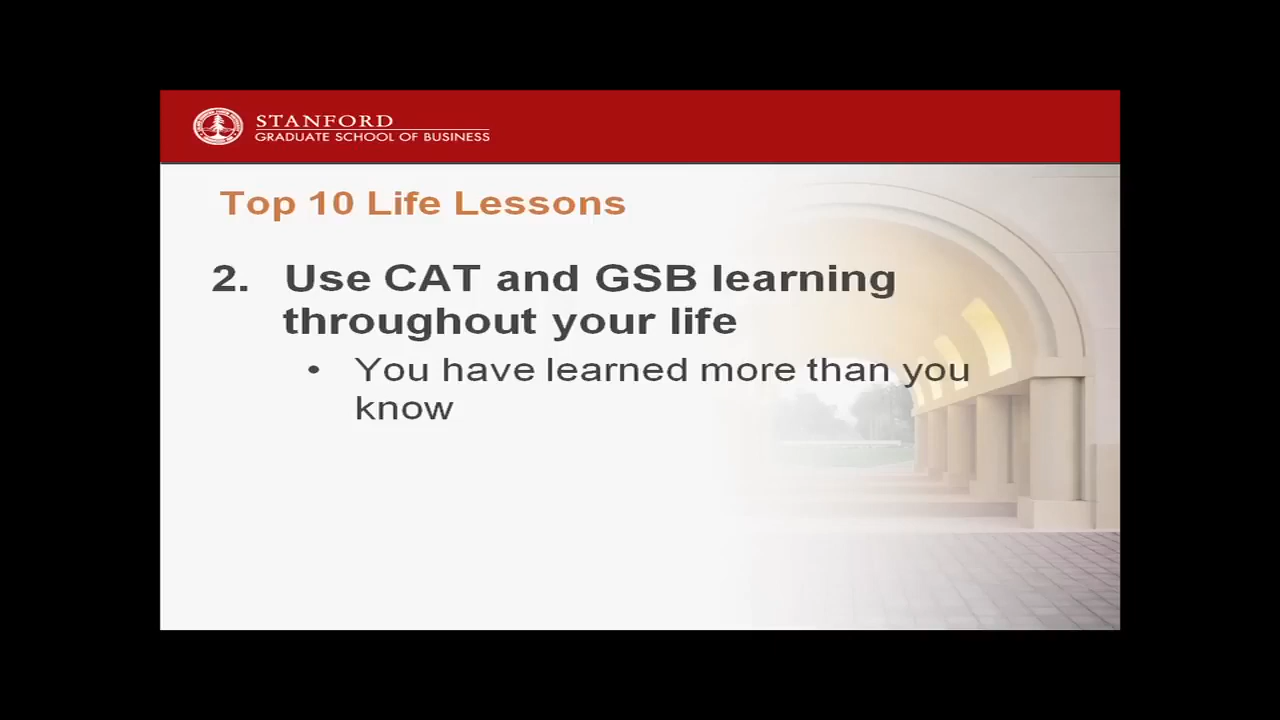 STANFORD
GRADUATE SCHOOL OF BUSINESS
Top 10 Life Lessons
2. Use CAT and GSB learning
throughout your life
• You have learned more than you
know